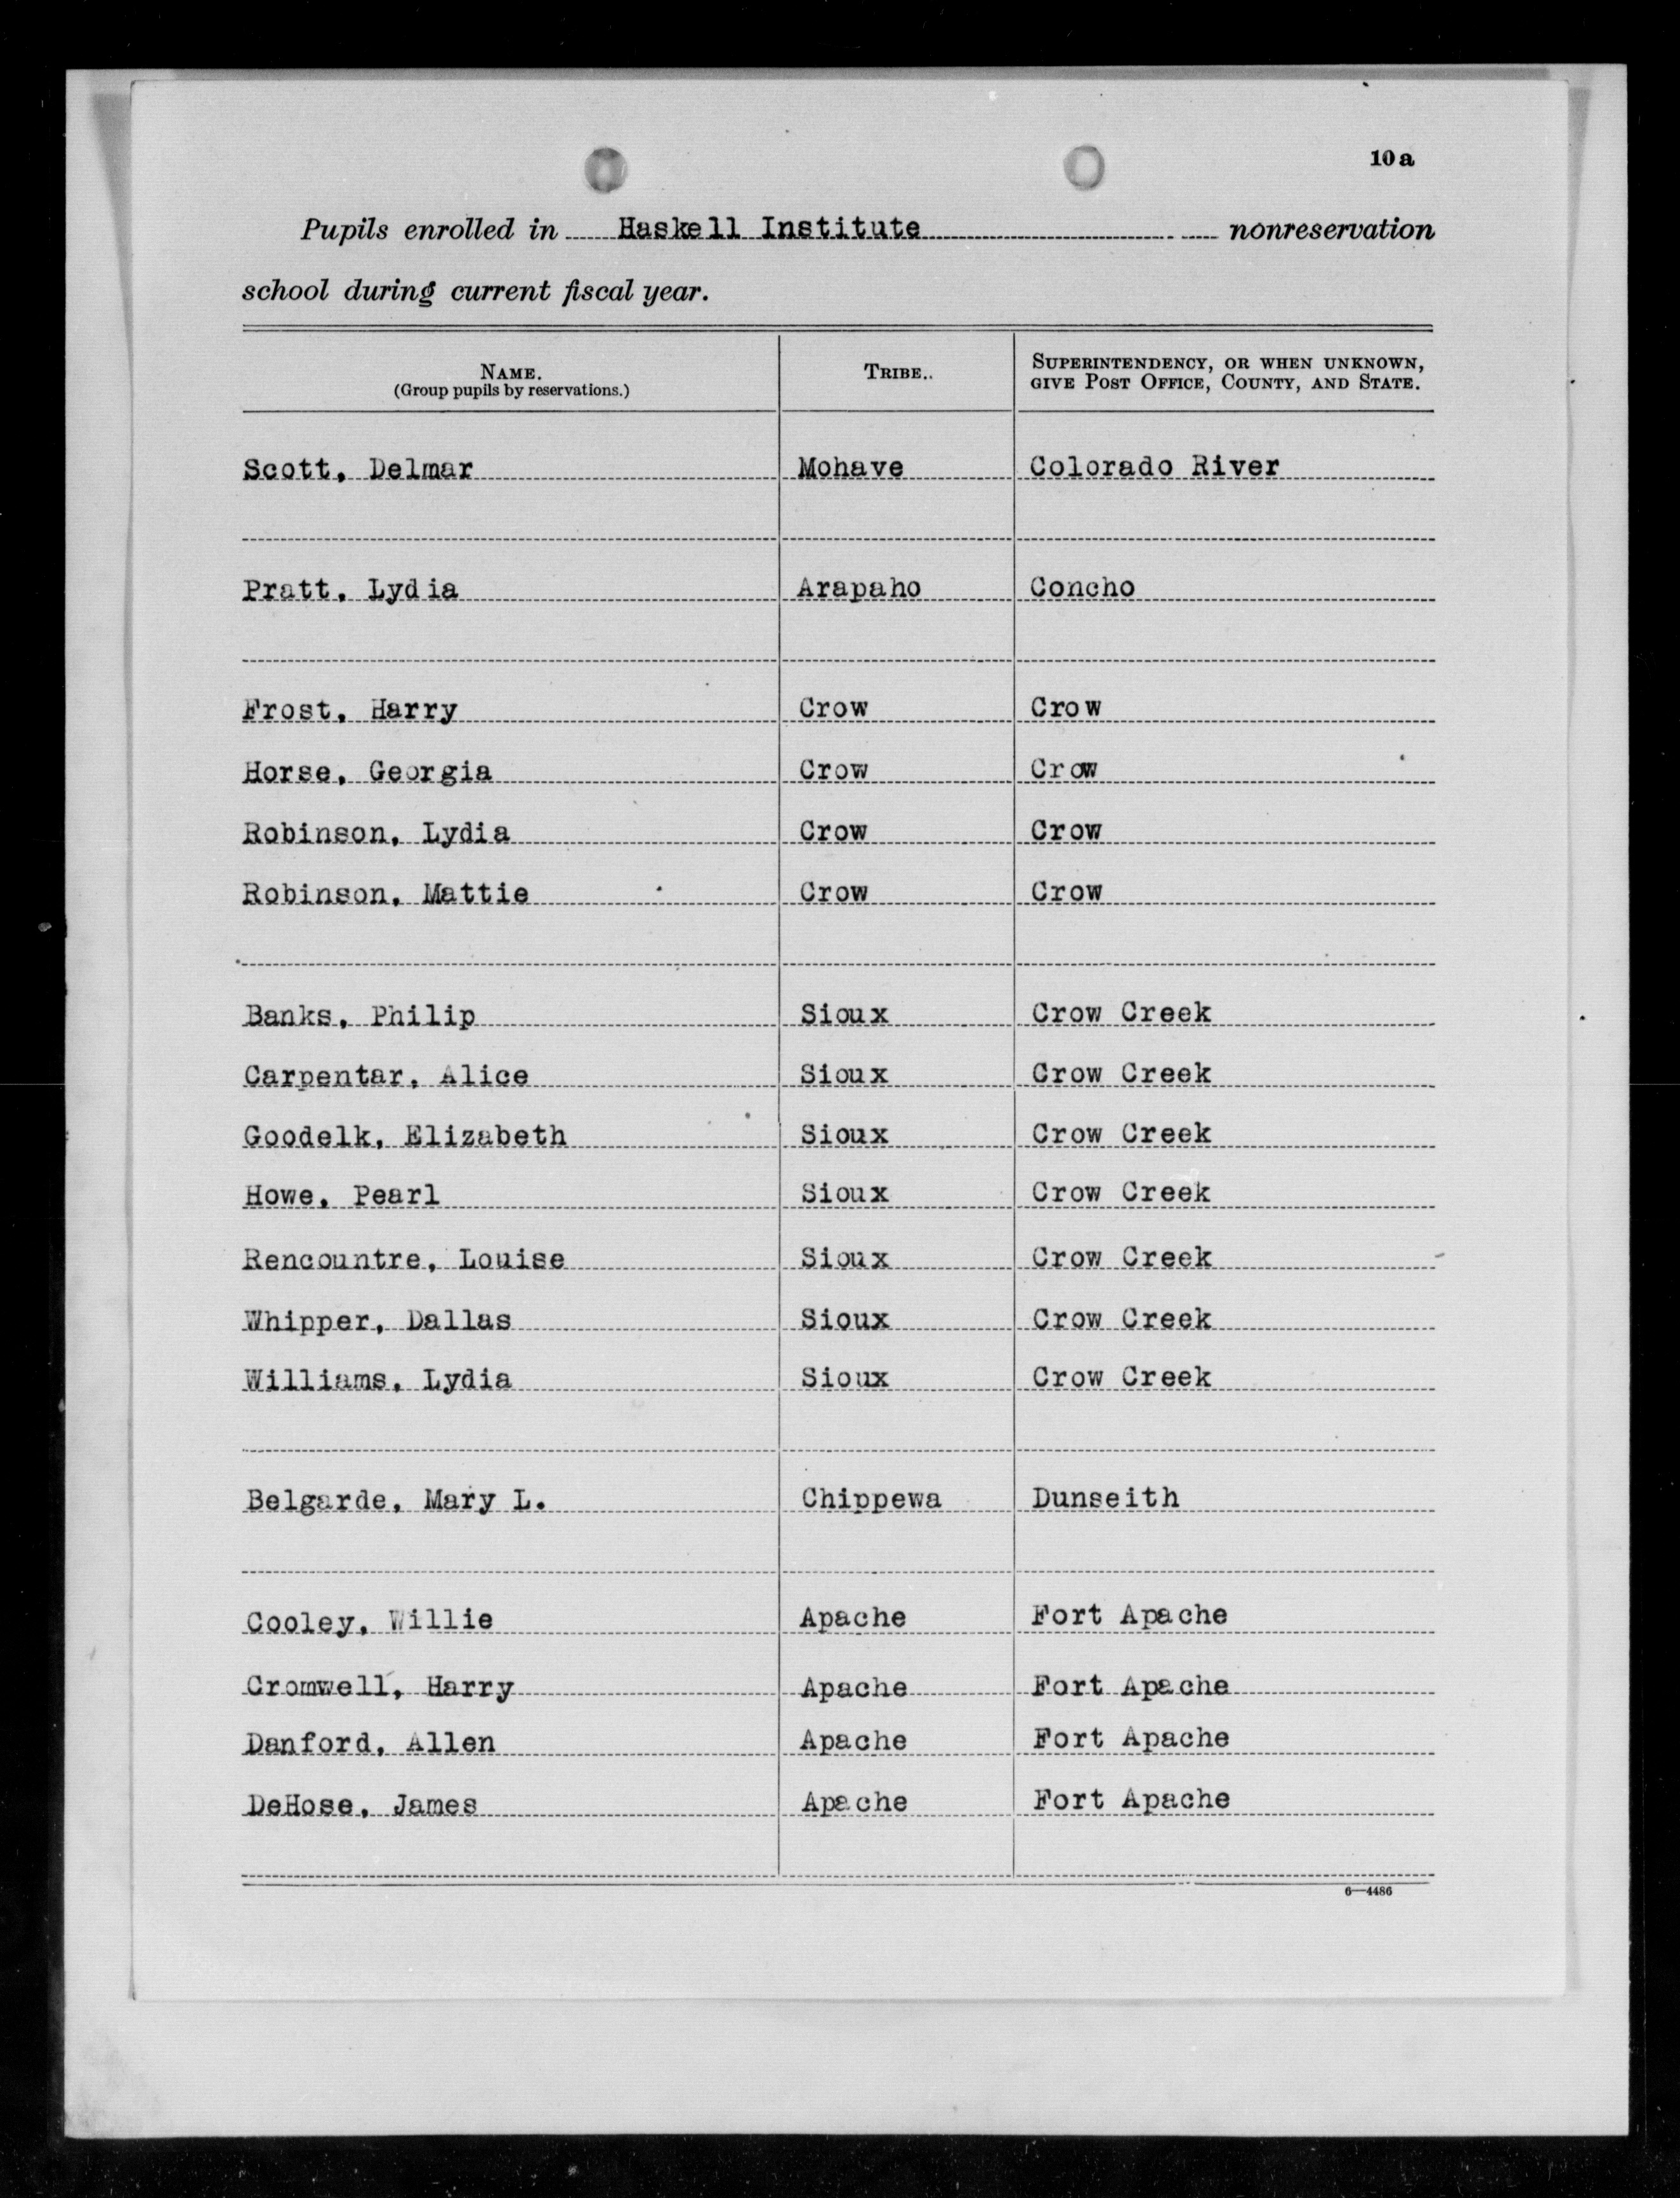 10a
Pupils enrolled in Haskell Institute nonreservation
school during current fiscal year.
NAME. TRIBE. SUPERINTENDENCY, OR WHEN UNKNOWN,
(Group pupils by reservations.) GIVE POST OFFICE, COUNTY, AND STATE.
Scott, Delmar Mohave Colorado River
Pratt, Lydia Arapaho Concho
Frost, Harry Crow Crow
Horse, Georgia Crow Crow
Robinson, Lydia Crow Crow
Robinson, Mattie Crow Crow
Banks, Philip Sioux Crow Creek
Carpentar, Alice Sioux Crow Creek
Goodelk, Elizabeth Sioux Crow Creek
Howe, Pearl Sioux Crow Creek
Rencountre, Louise Sioux Crow Creek
Whipper, Dallas Sioux Crow Creek
Williams, Lydia Sioux Crow Creek
Belgarde, Mary L. Chippewa Dunseith
Cooley, Willie Apache Fort Apache
Cromwell, Harry Apache Fort Apache
Danford, Allen Apache Fort Apache
DeHose, James Apache Fort Apache
6—4486